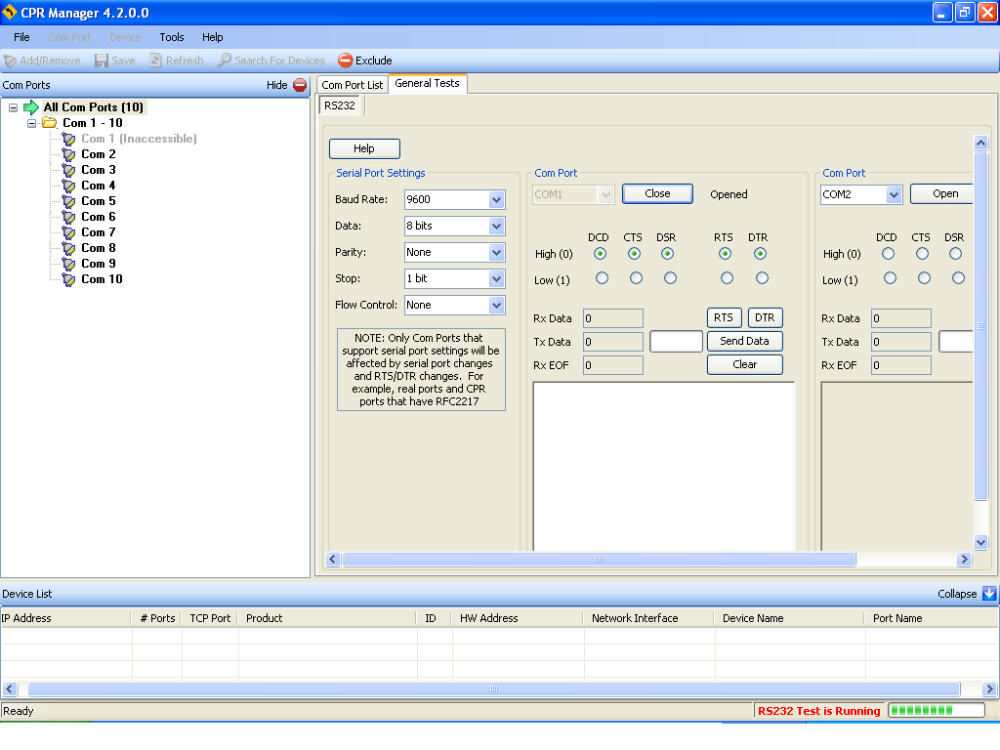 CPR Manager 4.2.0.0
File Com Port Device Tools Help
Add/Remove Save Refresh Search For Devices Exclude
Com Ports Hide
All Com Ports (10)
Com 1 - 10
Com 1 (Inaccessible)
Com 2
Com 3
Com 4
Com 5
Com 6
Com 7
Com 8
Com 9
Com 10
Com Port List General Tests
RS232
Help
Serial Port Settings
Baud Rate: 9600
Data: 8 bits
Parity: None
Stop: 1 bit
Flow Control: None
NOTE: Only Com Ports that
support serial port settings will be
affected by serial port changes
and RTS/DTR changes. For
example, real ports and CPR
ports that have RFC2217
Com Port
COM1 Close Opened
DCD CTS DSR RTS DTR
High (0)
Low (1)
Rx Data 0 RTS DTR
Tx Data 0 Send Data
Rx EOF 0 Clear
Com Port
COM2 Open
DCD CTS DSR
High (0)
Low (1)
Rx Data 0
Tx Data 0
Rx EOF 0
Device List Collapse
IP Address # Ports TCP Port Product ID HW Address Network Interface Device Name Port Name
Ready RS232 Test is Running